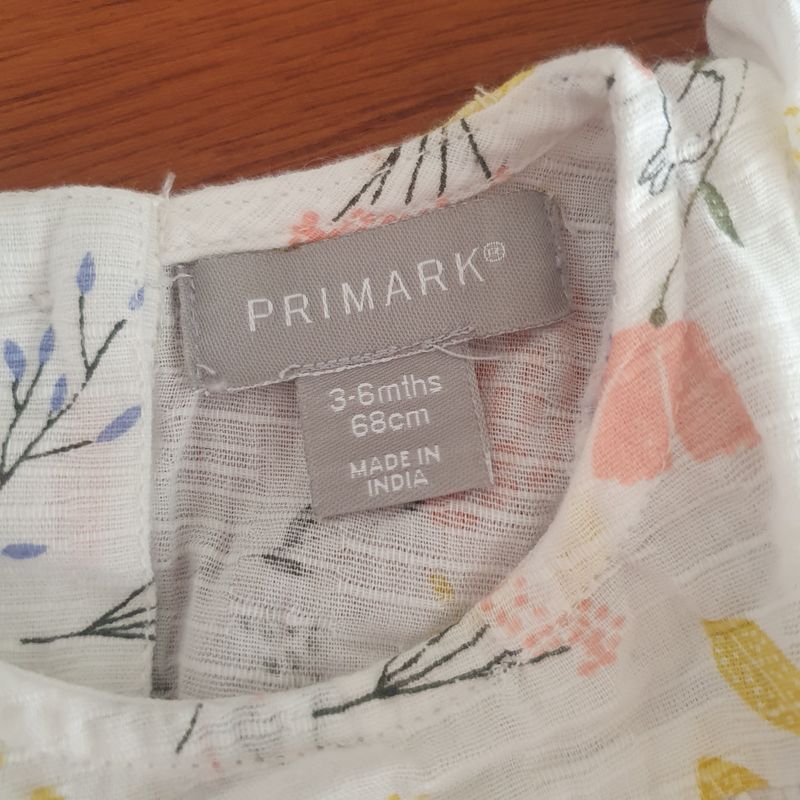 PRIMARK®
3-6mths
68cm
MADE IN
INDIA